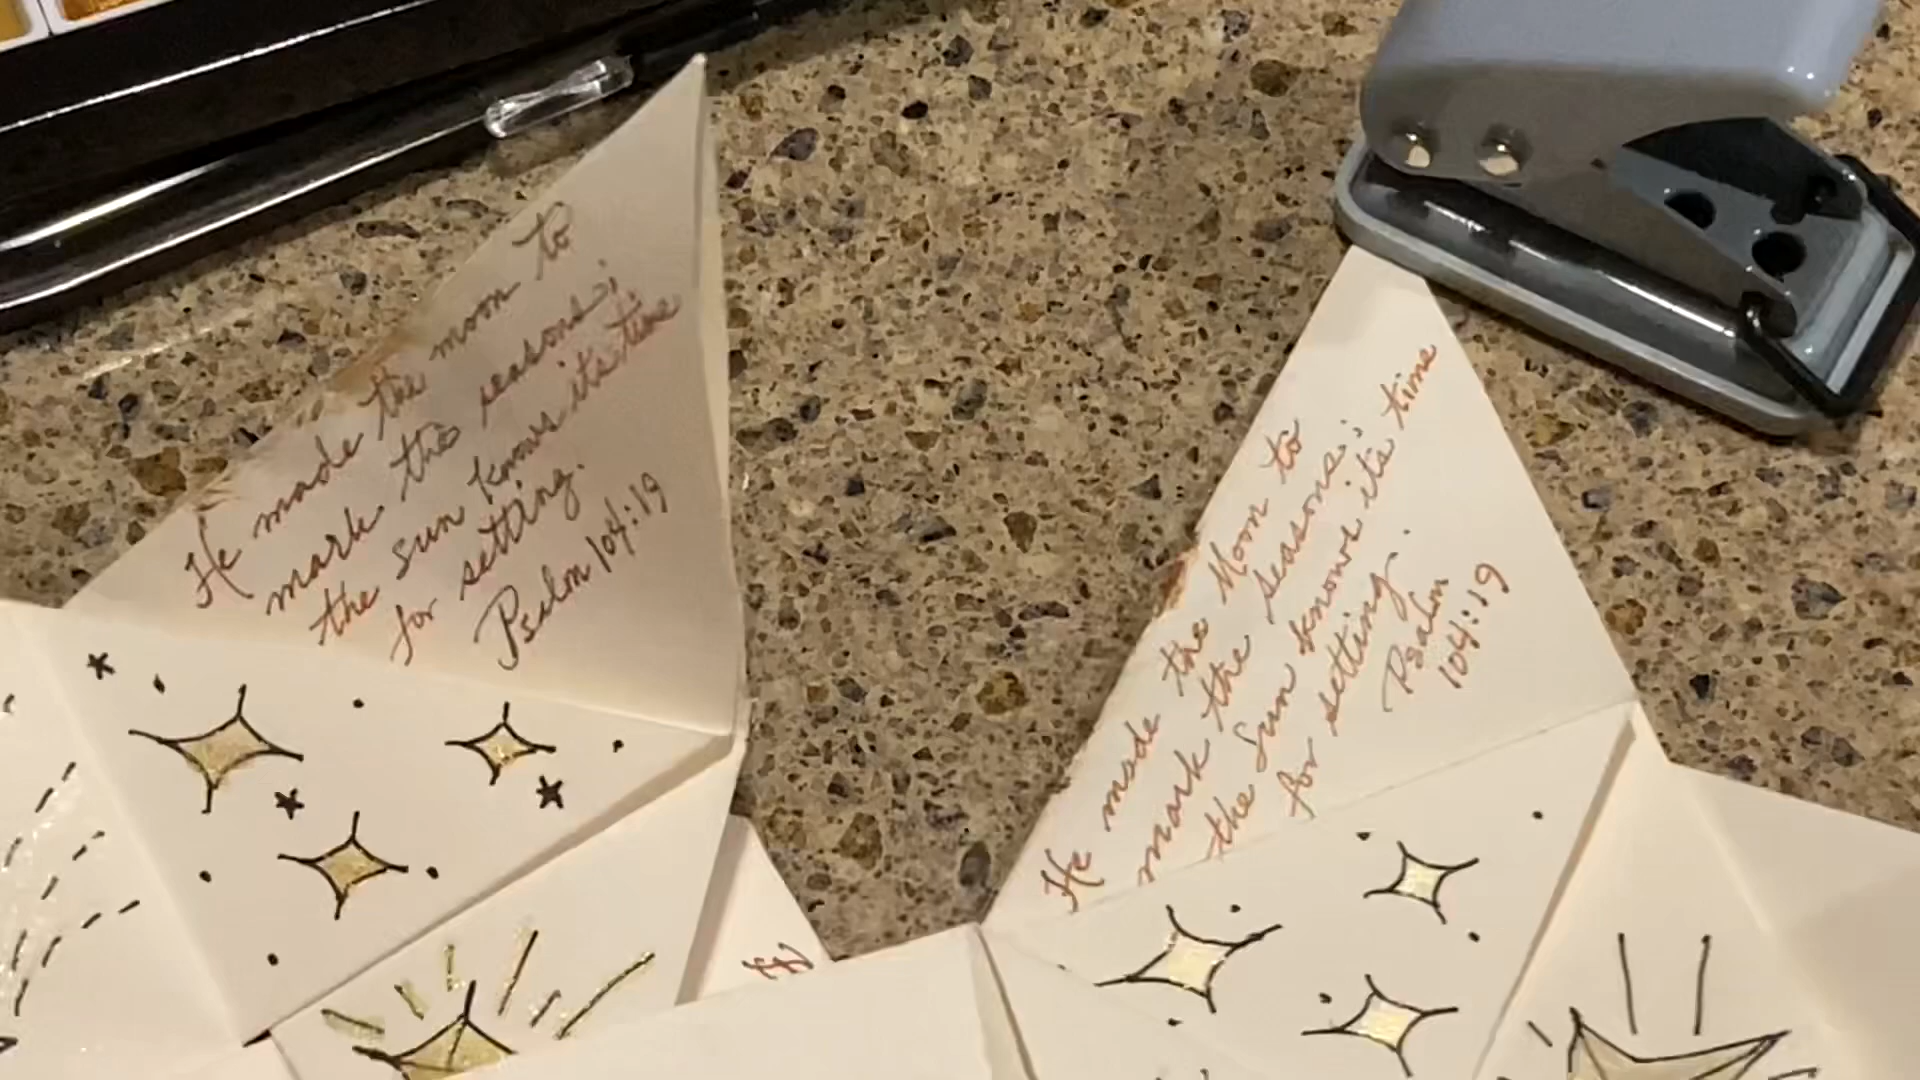 He made the moon to
mark the seasons;
the sun knows its time
for setting.
Psalm 104:19
He made the Moon to
mark the seasons;
the Sun knows its time
for setting.
Psalm
104:19